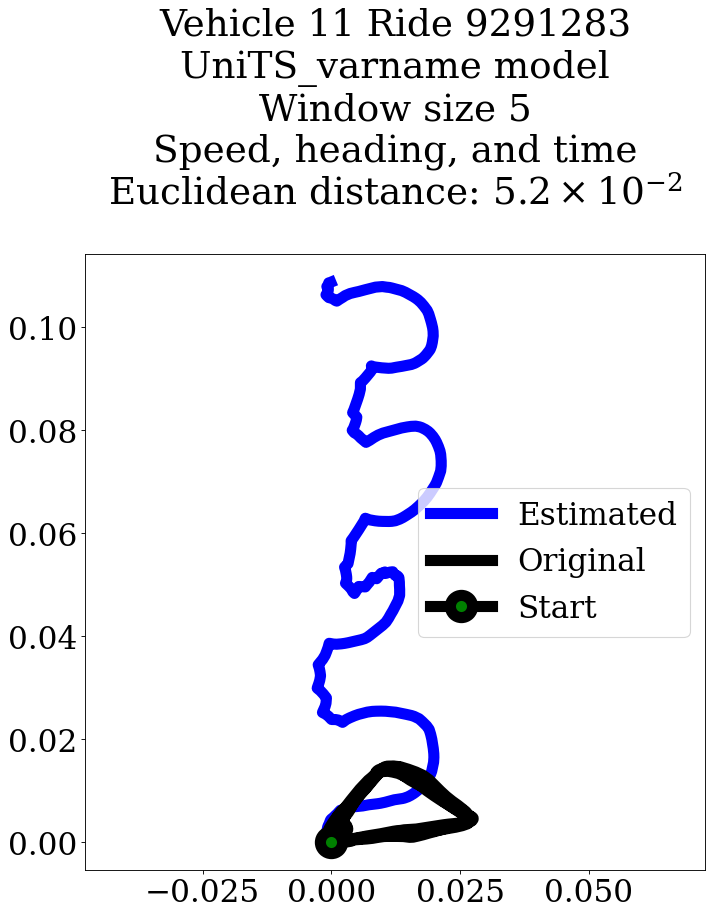 Vehicle 11 Ride 9291283
UniTS_varname model
Window size 5
Speed, heading, and time
Euclidean distance: 5.2 × 10⁻²
0.10
0.08
0.06
0.04
0.02
0.00
Estimated
Original
Start
−0.025 0.000 0.025 0.050